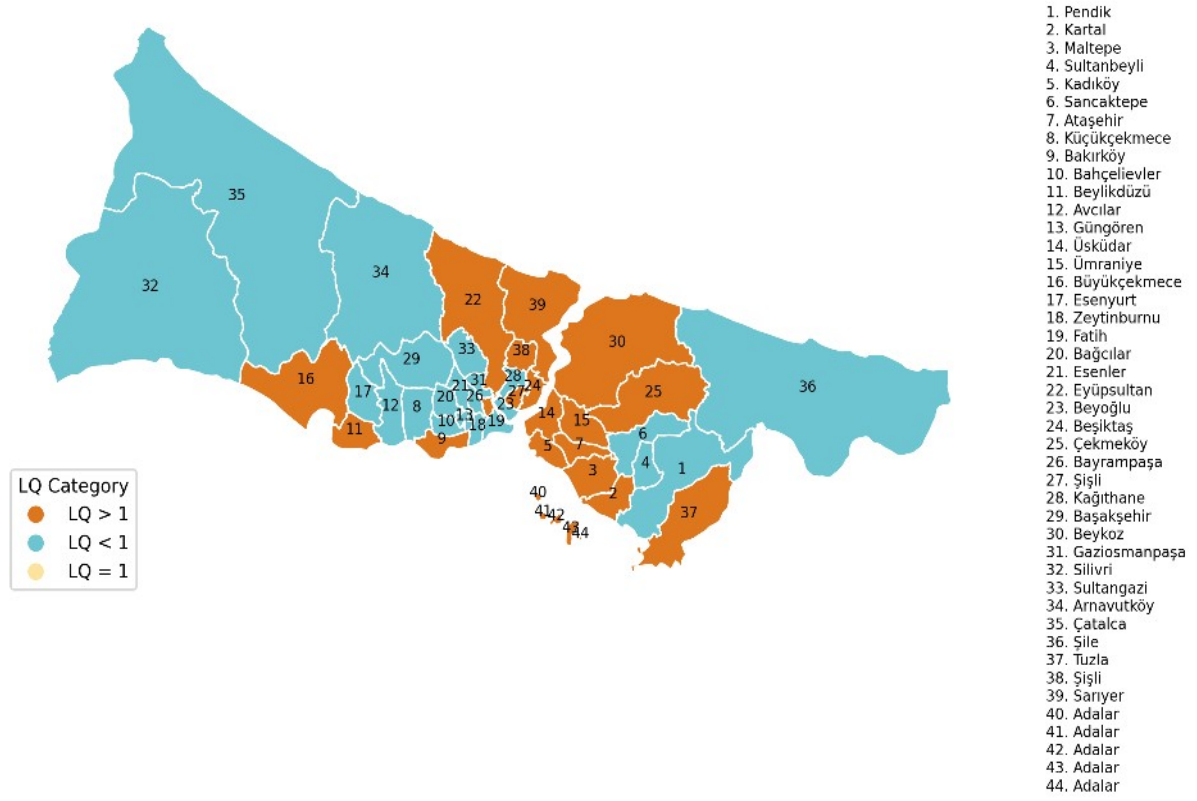 1. Pendik
2. Kartal
3. Maltepe
4. Sultanbeyli
5. Kadıköy
6. Sancaktepe
7. Ataşehir
8. Küçükçekmece
9. Bakırköy
10. Bahçelievler
11. Beylikdüzü
12. Avcılar
13. Güngören
14. Üsküdar
15. Ümraniye
16. Büyükçekmece
17. Esenyurt
18. Zeytinburnu
19. Fatih
20. Bağcılar
21. Esenler
22. Eyüpsultan
23. Beyoğlu
24. Beşiktaş
25. Çekmeköy
26. Bayrampaşa
27. Şişli
28. Kağıthane
29. Başakşehir
30. Beykoz
31. Gaziosmanpaşa
32. Silivri
33. Sultangazi
34. Arnavutköy
35. Çatalca
36. Şile
37. Tuzla
38. Şişli
39. Sarıyer
40. Adalar
41. Adalar
42. Adalar
43. Adalar
44. Adalar
35
34
32
22
39
30
33
38
29
16
17
12
8
21
31
20
26
28
27
24
23
25
36
11
10
13
9
18
19
14
15
5
7
6
3
4
1
2
37
40
41
42
43
44
LQ Category
LQ > 1
LQ < 1
LQ = 1